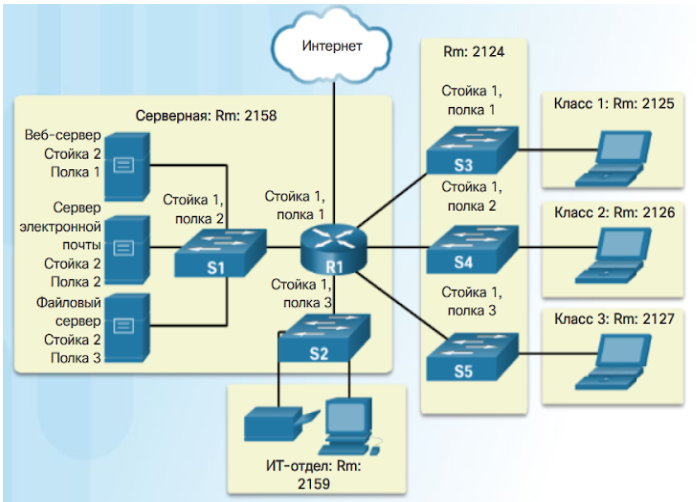 Интернет
Серверная: Rm: 2158
Веб-сервер
Стойка 2
Полка 1
Сервер
электронной
почты
Стойка 2
Полка 2
Файловый
сервер
Стойка 2
Полка 3
Стойка 1,
полка 2
S1
Стойка 1,
полка 1
R1
Стойка 1,
полка 3
S2
ИТ-отдел: Rm:
2159
Rm: 2124
Стойка 1,
полка 1
S3
Стойка 1,
полка 2
S4
Стойка 1,
полка 3
S5
Класс 1: Rm: 2125
Класс 2: Rm: 2126
Класс 3: Rm: 2127